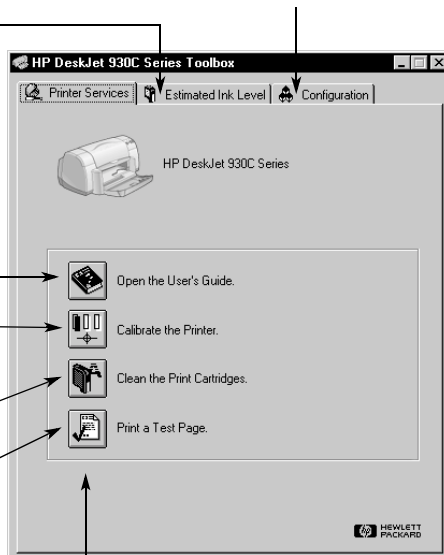 HP DeskJet 930C Series Toolbox
Printer Services Estimated Ink Level Configuration
HP DeskJet 930C Series
Open the User's Guide.
Calibrate the Printer.
Clean the Print Cartridges.
Print a Test Page.
hp HEWLETT
PACKARD